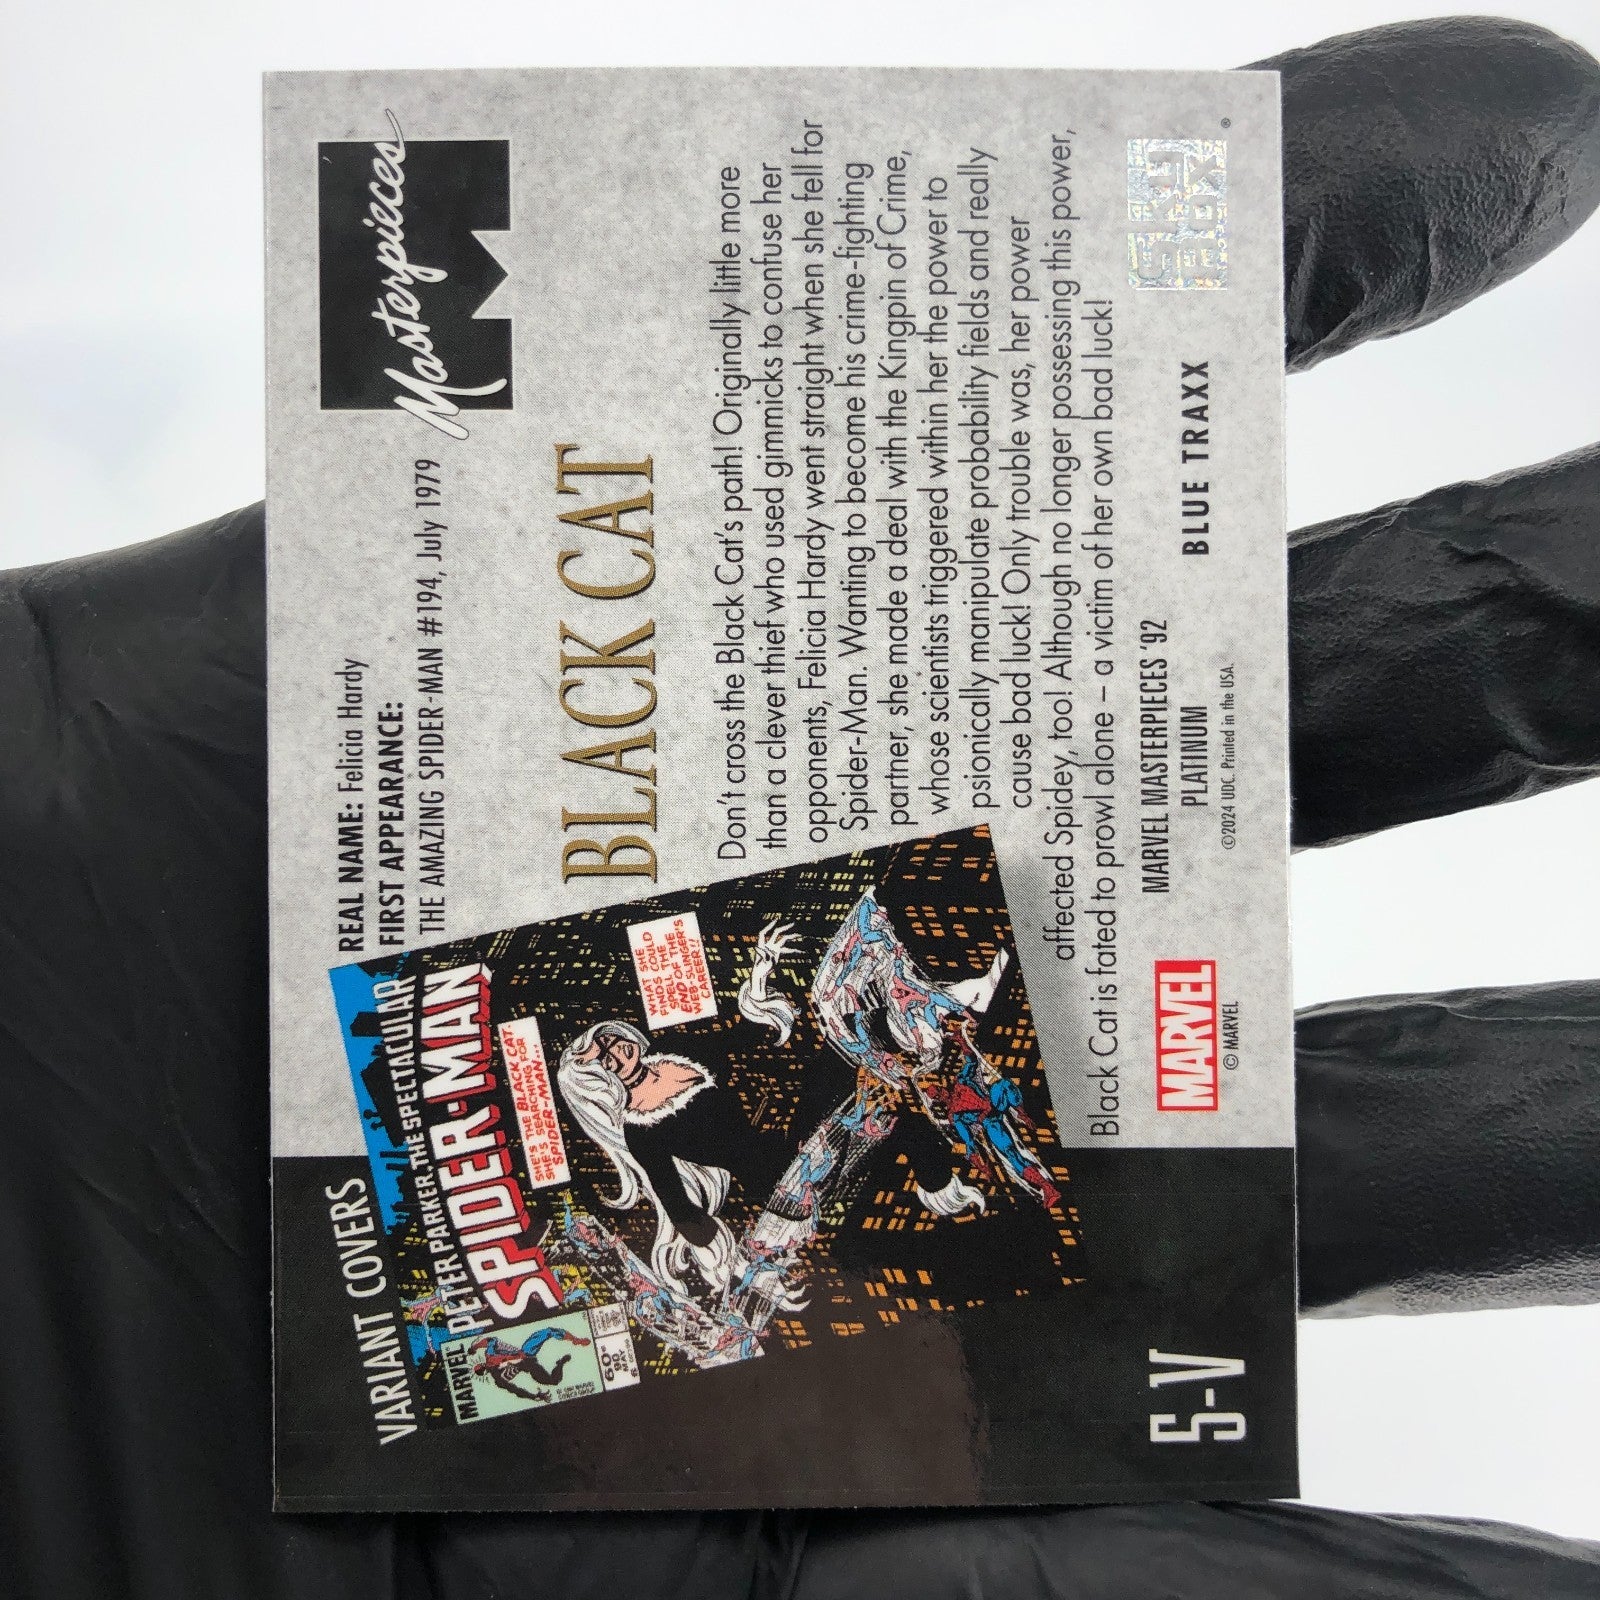 Masterpieces
REAL NAME: Felicia Hardy
FIRST APPEARANCE:
THE AMAZING SPIDER-MAN #194, July 1979
BLACK CAT
VARIANT COVERS
MARVEL
PETER PARKER, THE SPECTACULAR
SPIDER-MAN
60¢
90
MAY
SHE'S THE BLACK CAT.
SHE'S SEARCHING FOR
SPIDER-MAN...
WHAT SHE
FINDS COULD
SPELL THE
END OF THE
WEB-SLINGER'S
CAREER!!
Don't cross the Black Cat's path! Originally little more
than a clever thief who used gimmicks to confuse her
opponents, Felicia Hardy went straight when she fell for
Spider-Man. Wanting to become his crime-fighting
partner, she made a deal with the Kingpin of Crime,
whose scientists triggered within her the power to
psionically manipulate probability fields and really
cause bad luck! Only trouble was, her power
affected Spidey, too! Although no longer possessing this power,
Black Cat is fated to prowl alone – a victim of her own bad luck!
5-V
MARVEL
© MARVEL
MARVEL MASTERPIECES '92
PLATINUM
©2024 UDC. Printed in the USA.
BLUE TRAXX
®